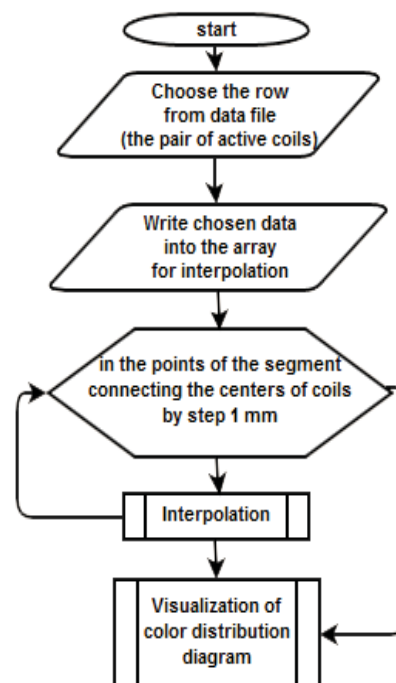 start
Choose the row
from data file
(the pair of active coils)
Write chosen data
into the array
for interpolation
in the points of the segment
connecting the centers of coils
by step 1 mm
Interpolation
Visualization of
color distribution
diagram